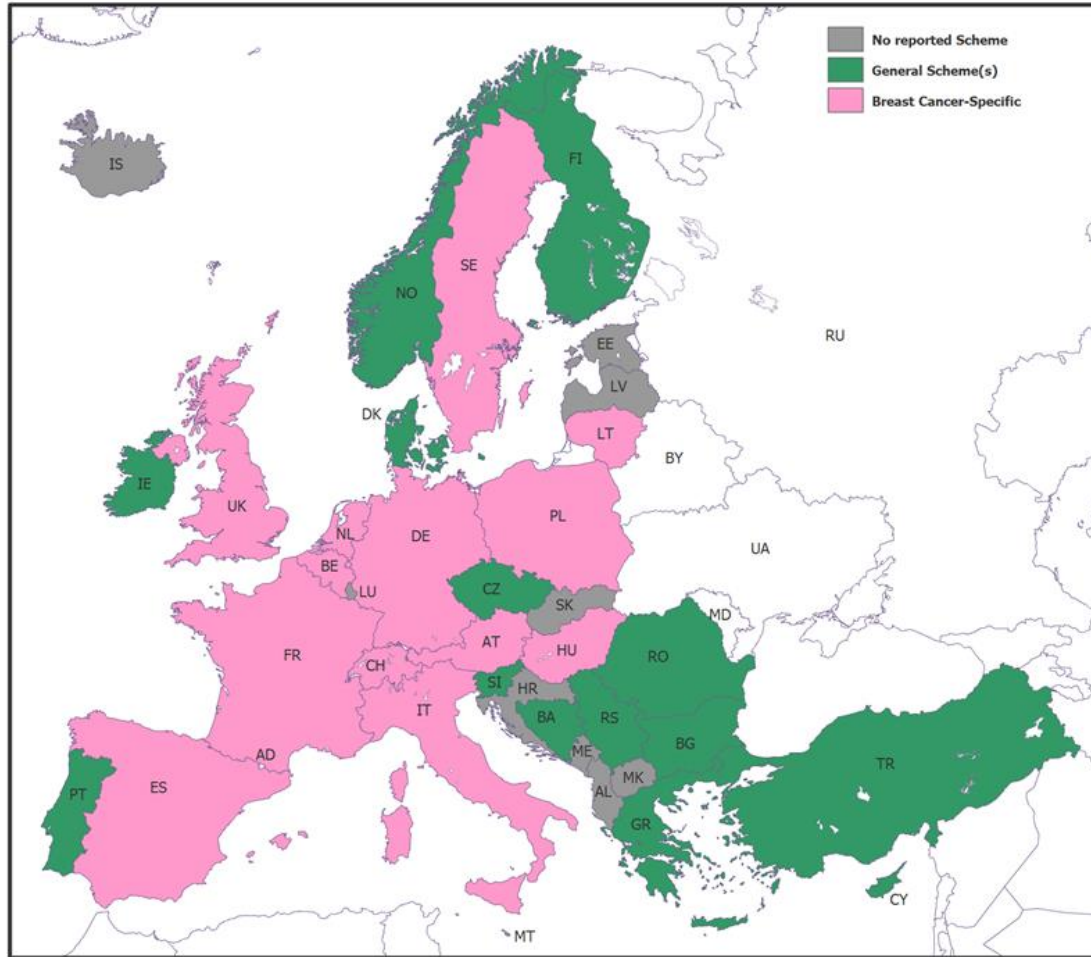 No reported Scheme
General Scheme(s)
Breast Cancer-Specific
IS
FI
SE
NO
RU
EE
LV
DK
LT
BY
IE
UK
PL
NL
DE
UA
BE
LU
CZ
SK
MD
AT
HU
FR
CH
RO
SI
HR
IT
BA
RS
BG
ME
AD
TR
MK
ES
PT
AL
GR
CY
MT